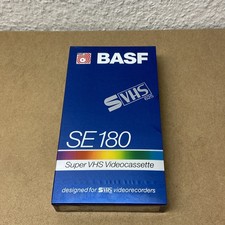 BASF
S VHS
SE 180
Super VHS Videocassette
designed for S VHS videorecorders